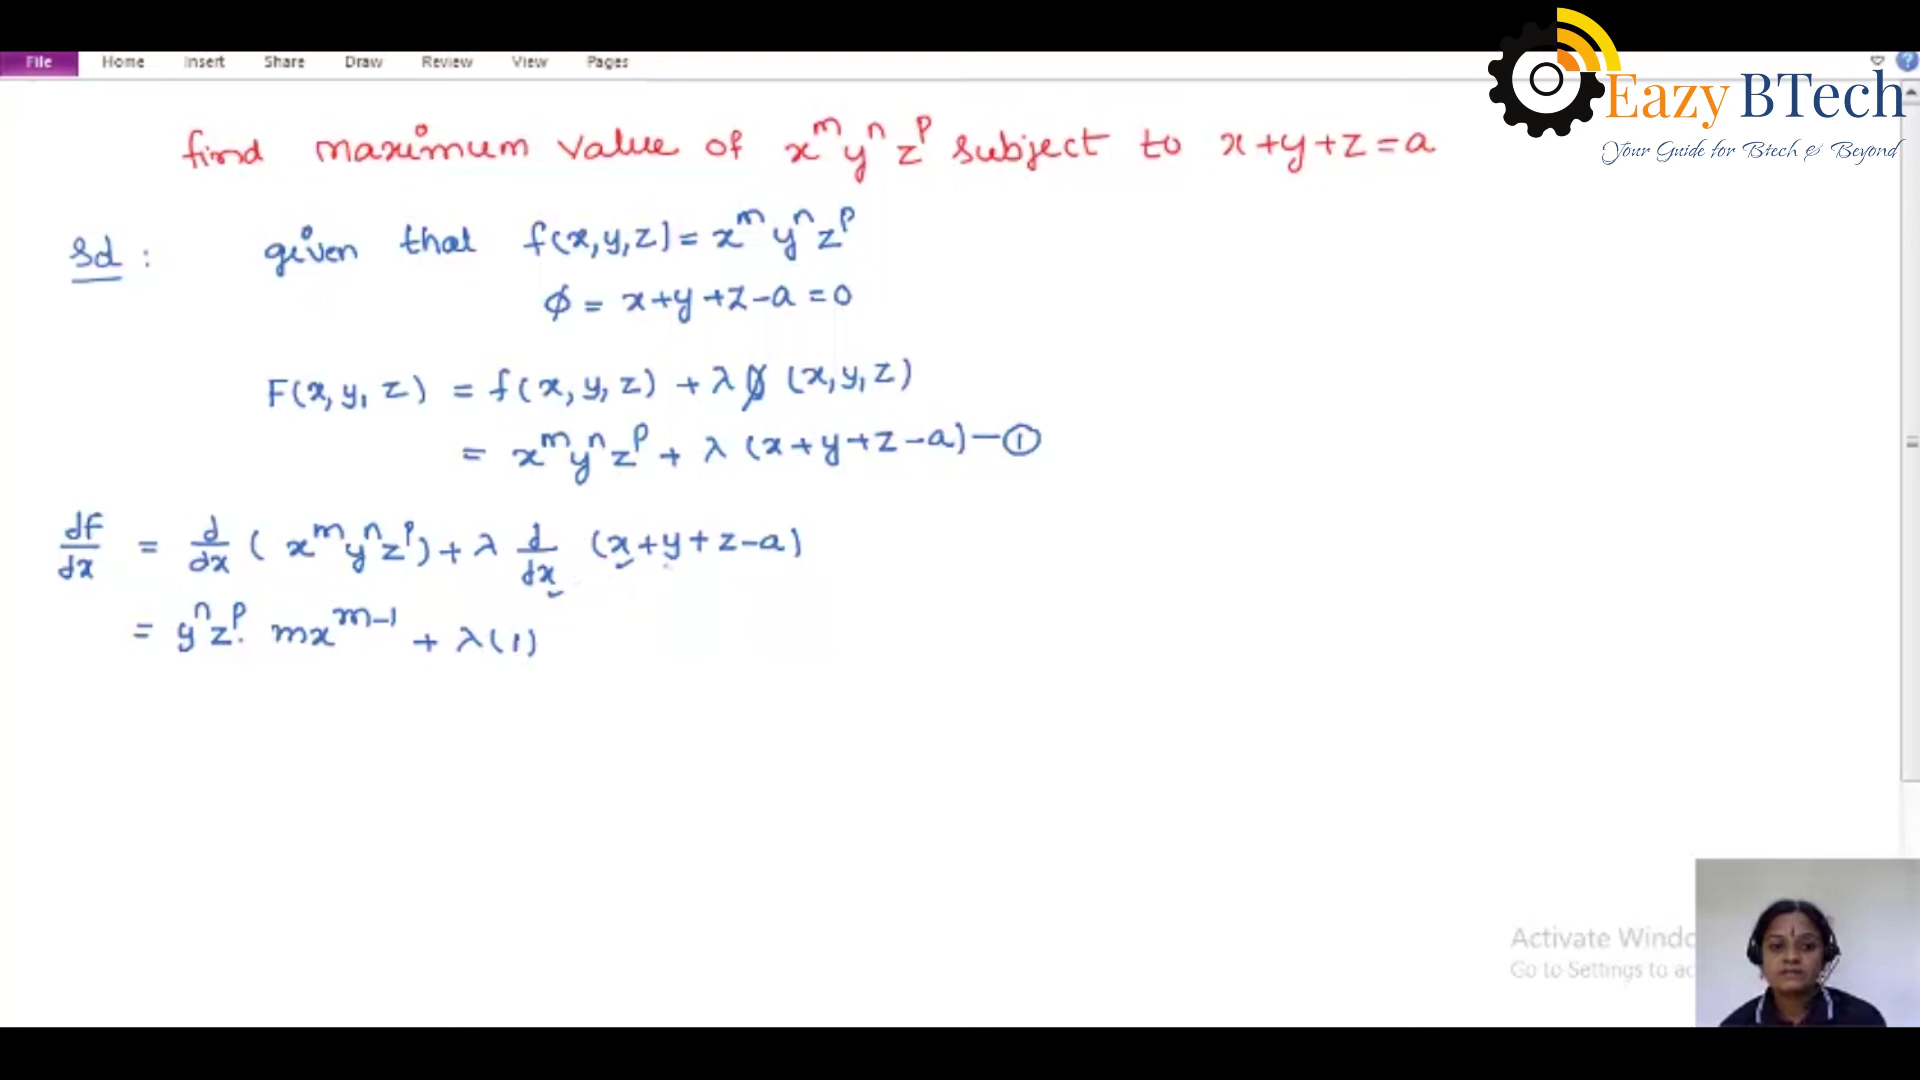 File Home Insert Share Draw Review View Pages
Eazy BTech
Your Guide for Btech & Beyond
find maximum value of x^m y^n z^p subject to x+y+z=a
Sol : given that f(x,y,z)= x^m y^n z^p
ϕ = x+y+z-a =0
F(x,y,z) = f(x,y,z) + λϕ (x,y,z)
= x^m y^n z^p + λ (x+y+z-a) — ①
dF/dx = d/dx ( x^m y^n z^p) + λ d/dx (x+y+z-a)
= y^n z^p. mx^{m-1} + λ(1)
Activate Windo
Go to Settings to ac